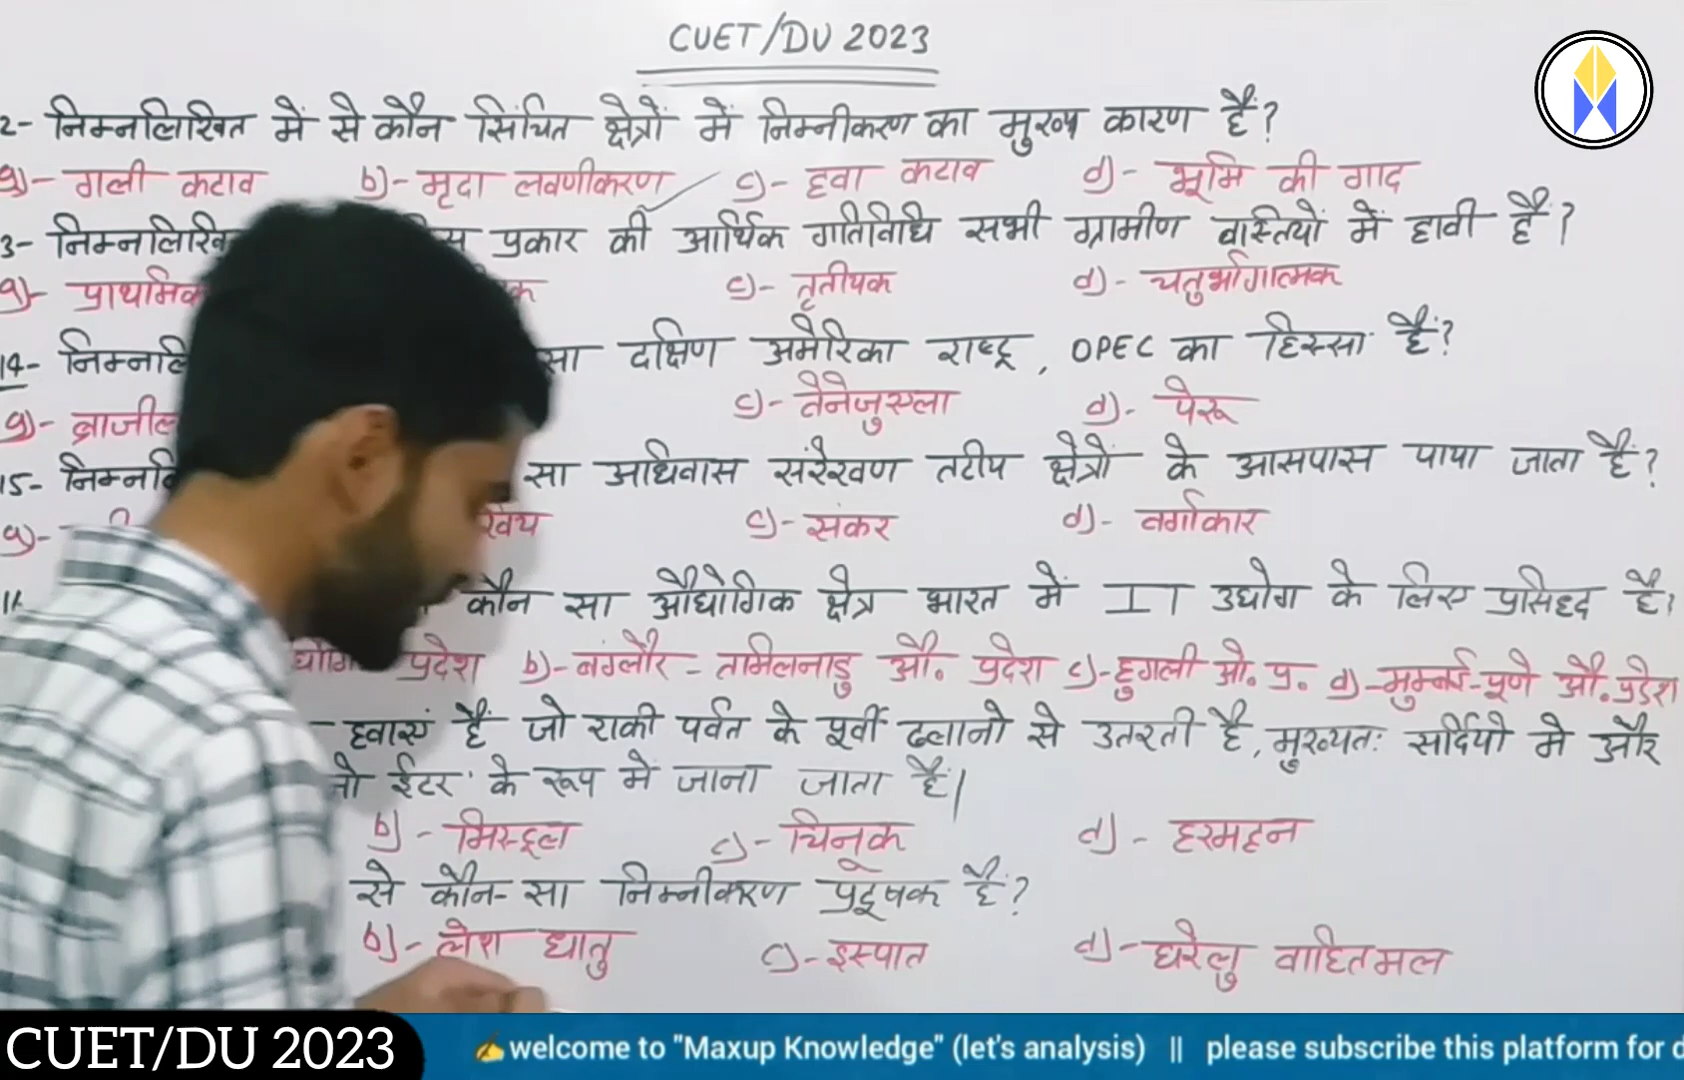 CUET/DU 2023
2- निम्नलिखित में से कौन सिंचित क्षेत्रों में निम्नीकरण का मुख्य कारण है?
a)- गली कटाव b)- मृदा लवणीकरण c)- हवा कटाव d)- भूमि की गाद
3- निम्नलिखि प्रकार की आर्थिक गतिविधि सभी ग्रामीण बस्तियों में हावी है?
a)- प्राथमिक क c)- तृतीयक d)- चतुर्भागात्मक
14- निम्नलि सा दक्षिण अमेरिका राष्ट्र, OPEC का हिस्सा है?
a)- ब्राजील c)- वेनेजुएला d)- पेरू
15- निम्नलि सा अधिवास संरेखण तटीय क्षेत्रों के आसपास पाया जाता है?
a)- खिय c)- संकर d)- वर्गाकार
कौन सा औद्योगिक क्षेत्र भारत में IT उद्योग के लिए प्रसिद्द है?
प्रदेश b)- बंग्लौर - तामिलनाडु औ. प्रदेश c)- हुगली ओ. प्र. d)- मुम्बई-पूणे औ. प्रदेश
- हवाएं हैं जो राकी पर्वत के पूर्वी ढलानो से उतरती है, मुख्यतः सर्दियो मे और
नो ईटर' के रूप में जाना जाता है।
b)- मिस्ट्रल c)- चिनूक d)- हरमट्टन
से कौन-सा निम्नीकरण प्रदूषक है?
b)- लेश धातु c)- इस्पात d)- घरेलु वाहितमल
CUET/DU 2023 ✍welcome to "Maxup Knowledge" (let's analysis) || please subscribe this platform for d